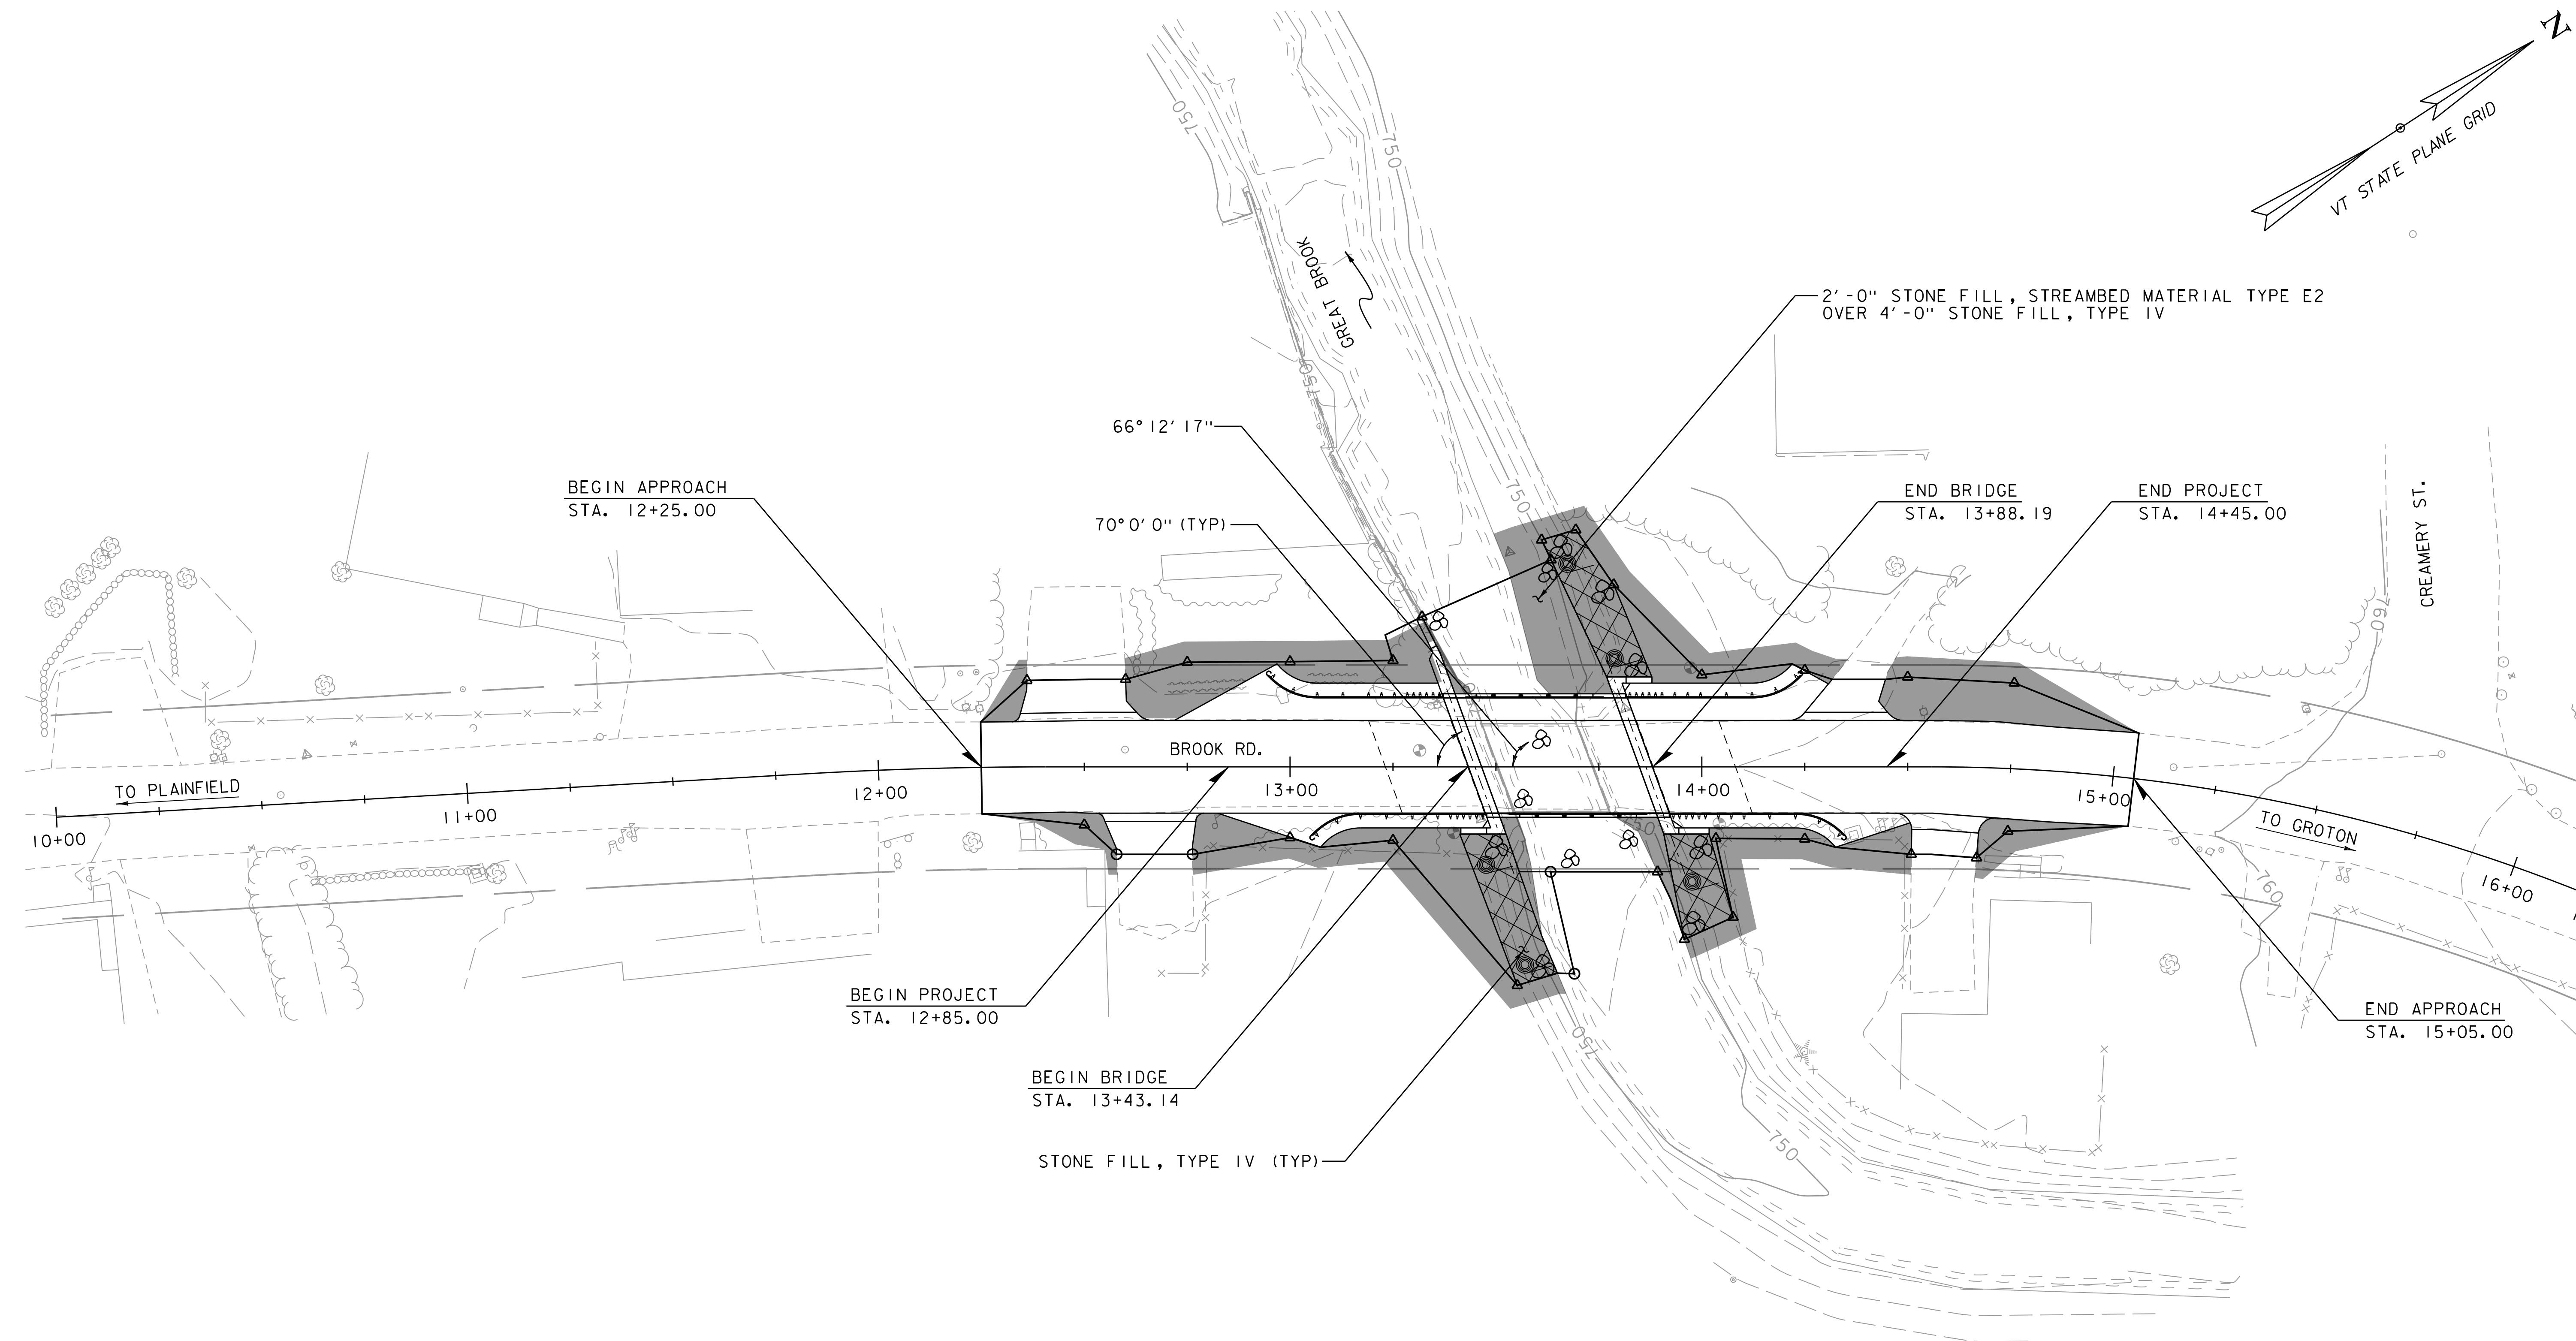 N
VT STATE PLANE GRID
750
750
GREAT BROOK
2'-0" STONE FILL, STREAMBED MATERIAL TYPE E2
OVER 4'-0" STONE FILL, TYPE IV
750
66°12'17"
750
BEGIN APPROACH
STA. 12+25.00
END BRIDGE
STA. 13+88.19
END PROJECT
STA. 14+45.00
CREAMERY ST.
70°0'0" (TYP)
760
BROOK RD.
TO PLAINFIELD
10+00
11+00
12+00
13+00
14+00
15+00
16+00
TO GROTON
750
760
BEGIN PROJECT
STA. 12+85.00
END APPROACH
STA. 15+05.00
750
BEGIN BRIDGE
STA. 13+43.14
750
STONE FILL, TYPE IV (TYP)